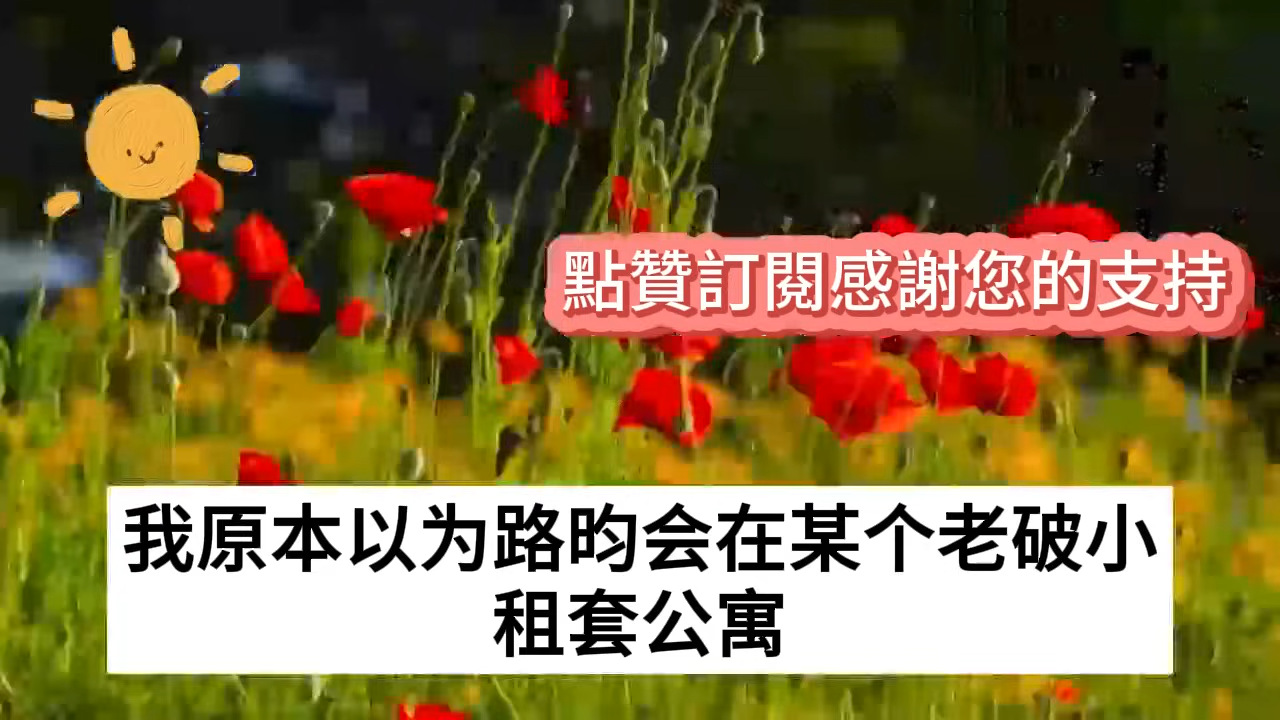 點贊訂閱感謝您的支持
我原本以为路昀会在某个老破小
租套公寓